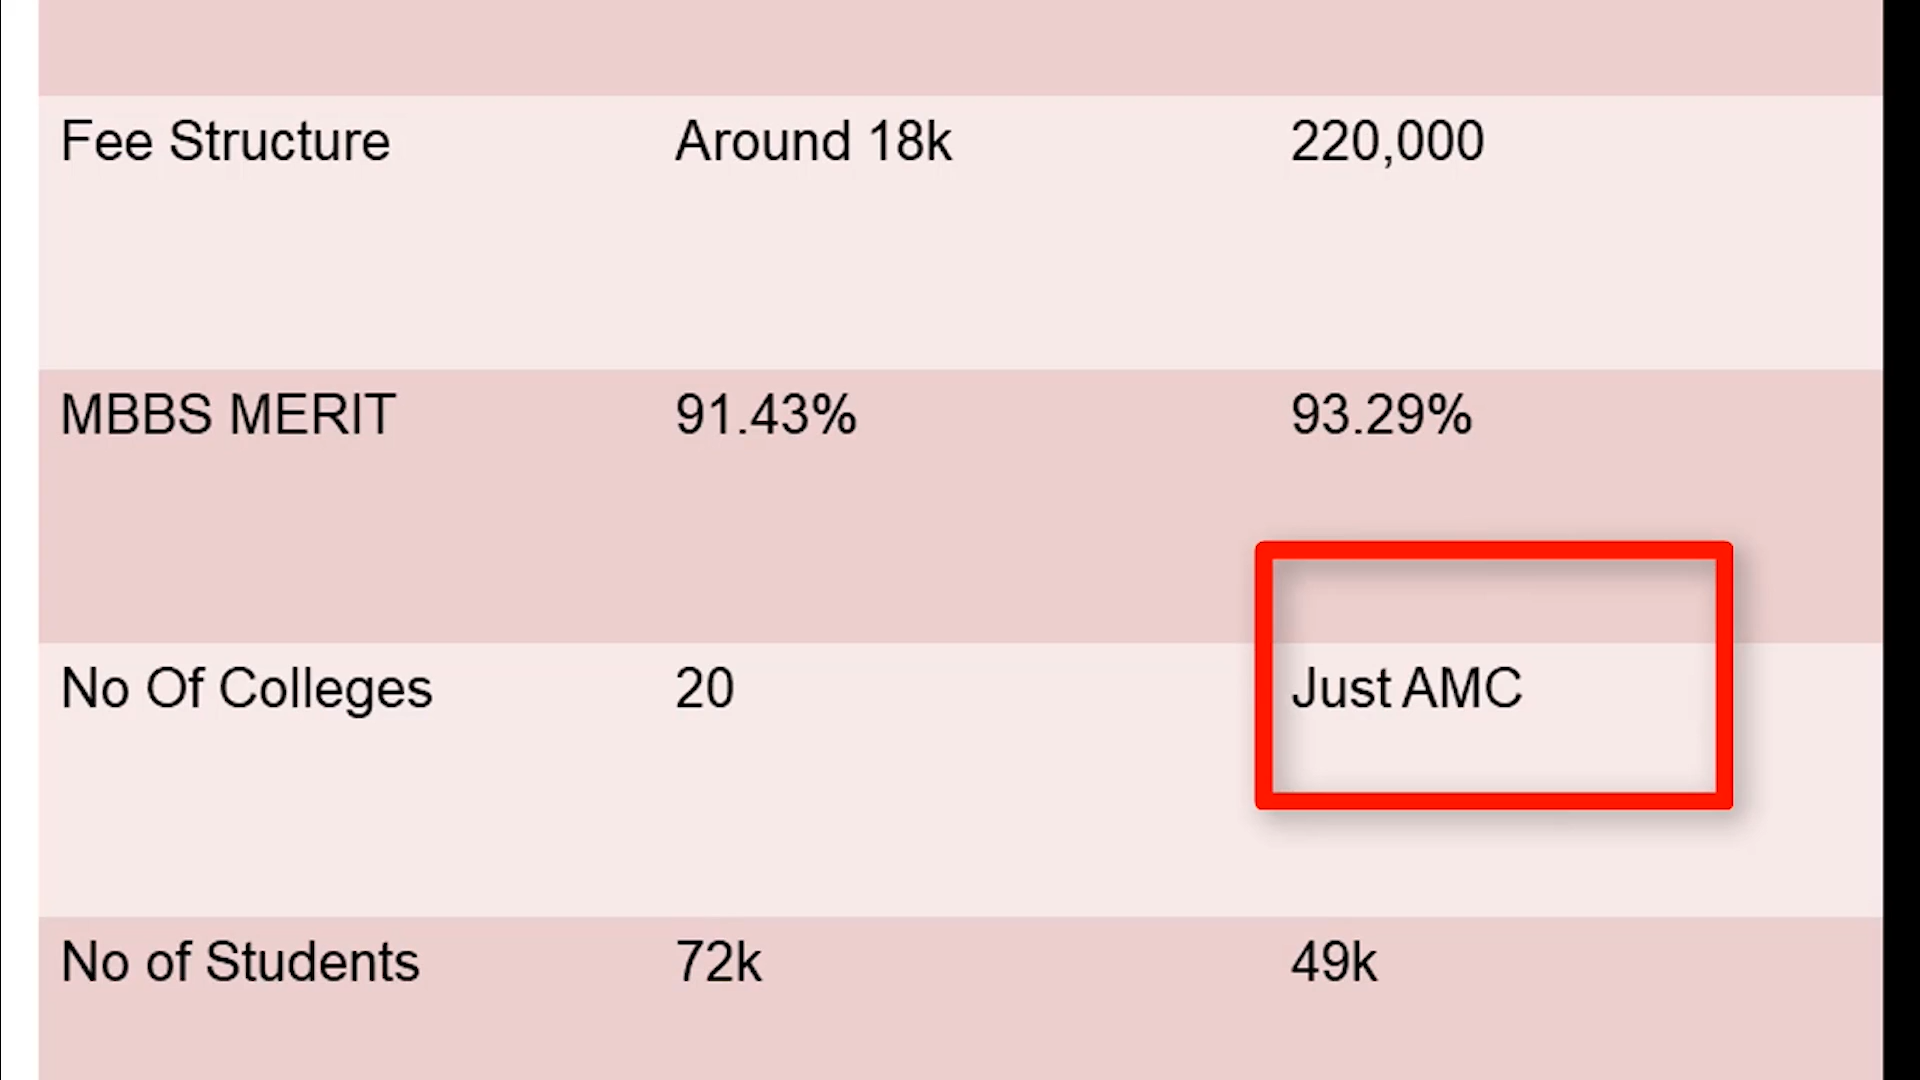 Fee Structure Around 18k 220,000
MBBS MERIT 91.43% 93.29%
No Of Colleges 20 Just AMC
No of Students 72k 49k